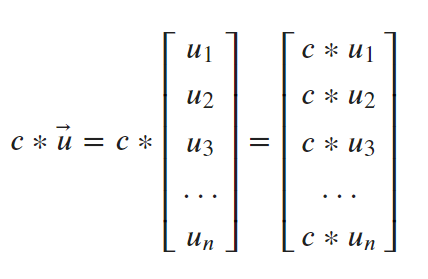 u1 c * u1
u2 c * u2
c * u⃗ = c * u3 = c * u3
... ...
un c * un